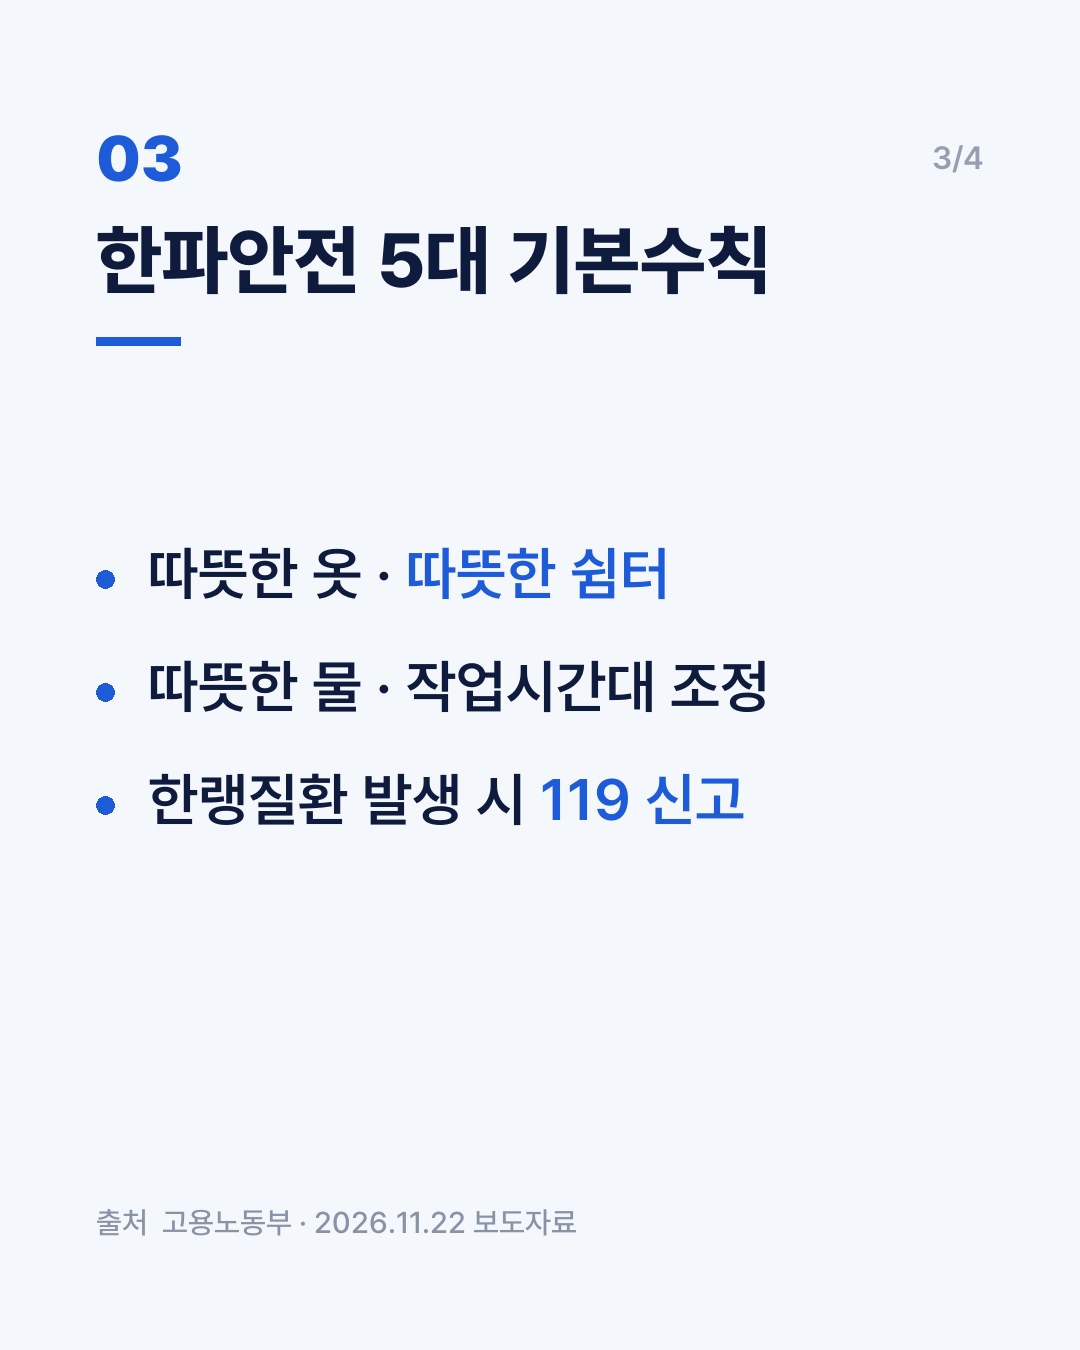 03
3/4
한파안전 5대 기본수칙
따뜻한 옷 · 따뜻한 쉼터
따뜻한 물 · 작업시간대 조정
한랭질환 발생 시 119 신고
출처 고용노동부 · 2026.11.22 보도자료